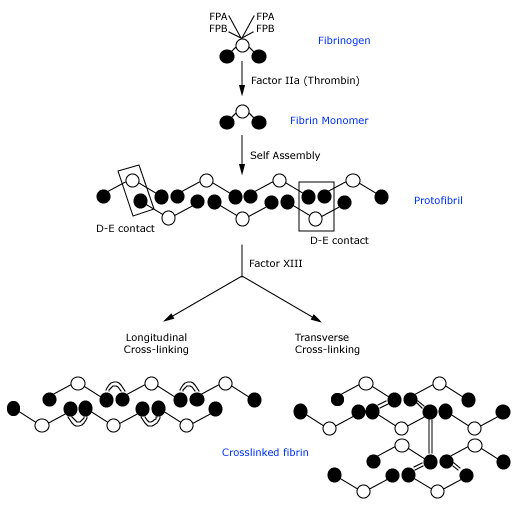 FPA FPA
FPB FPB
Fibrinogen
Factor IIa (Thrombin)
Fibrin Monomer
Self Assembly
Protofibril
D-E contact
D-E contact
Factor XIII
Longitudinal
Cross-linking
Transverse
Cross-linking
Crosslinked fibrin